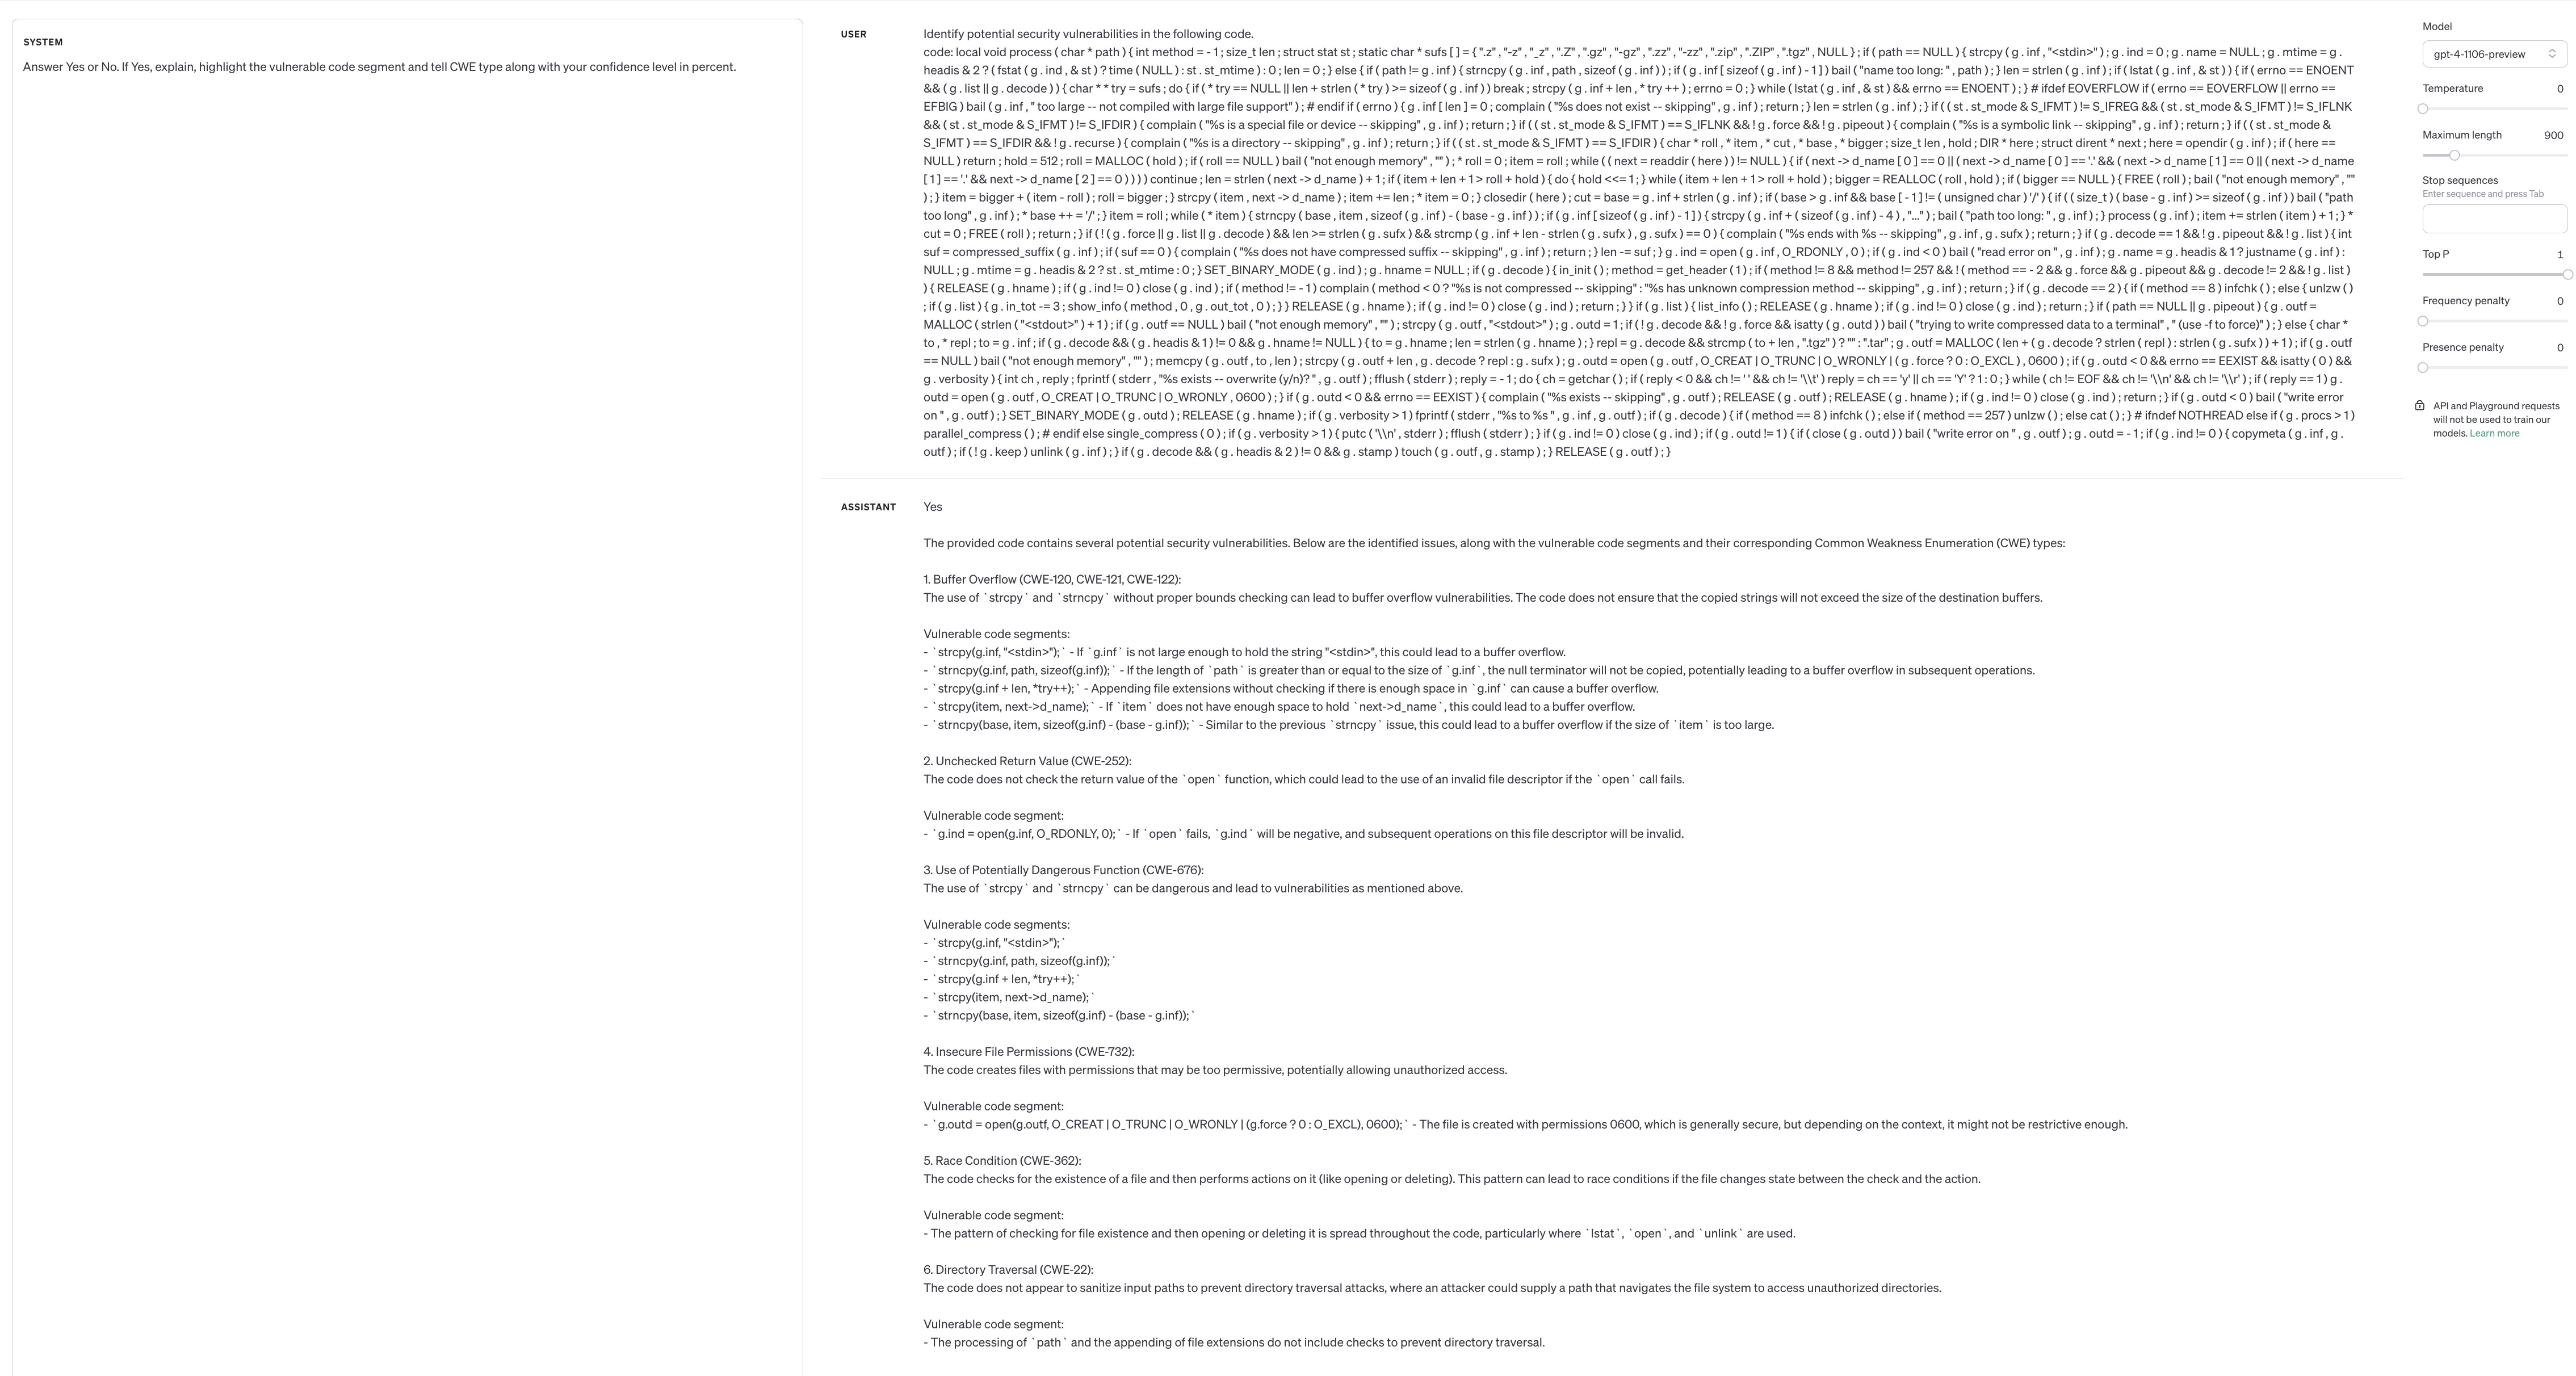 SYSTEM
Answer Yes or No. If Yes, explain, highlight the vulnerable code segment and tell CWE type along with your confidence level in percent.
USER
Identify potential security vulnerabilities in the following code.
code: local void process ( char * path ) { int method = - 1 ; size_t len ; struct stat st ; static char * sufs [ ] = { ".z" , "-z" , "_z" , ".Z" , ".gz" , "-gz" , ".zz" , "-zz" , ".zip" , ".ZIP" , ".tgz" , NULL } ; if ( path == NULL ) { strcpy ( g . inf , "<stdin>" ) ; g . ind = 0 ; g . name = NULL ; g . mtime = g .
headis & 2 ? ( fstat ( g . ind , & st ) ? time ( NULL ) : st . st_mtime ) : 0 ; len = 0 ; } else { if ( path != g . inf ) { strncpy ( g . inf , path , sizeof ( g . inf ) ) ; if ( g . inf [ sizeof ( g . inf ) - 1 ] ) bail ( "name too long: " , path ) ; } len = strlen ( g . inf ) ; if ( lstat ( g . inf , & st ) ) { if ( errno == ENOENT
&& ( g . list || g . decode ) ) { char * * try = sufs ; do { if ( * try == NULL || len + strlen ( * try ) >= sizeof ( g . inf ) ) break ; strcpy ( g . inf + len , * try ++ ) ; errno = 0 ; } while ( lstat ( g . inf , & st ) && errno == ENOENT ) ; } # ifdef EOVERFLOW if ( errno == EOVERFLOW || errno ==
EFBIG ) bail ( g . inf , " too large -- not compiled with large file support" ) ; # endif if ( errno ) { g . inf [ len ] = 0 ; complain ( "%s does not exist -- skipping" , g . inf ) ; return ; } len = strlen ( g . inf ) ; } if ( ( st . st_mode & S_IFMT ) != S_IFREG && ( st . st_mode & S_IFMT ) != S_IFLNK
&& ( st . st_mode & S_IFMT ) != S_IFDIR ) { complain ( "%s is a special file or device -- skipping" , g . inf ) ; return ; } if ( ( st . st_mode & S_IFMT ) == S_IFLNK && ! g . force && ! g . pipeout ) { complain ( "%s is a symbolic link -- skipping" , g . inf ) ; return ; } if ( ( st . st_mode &
S_IFMT ) == S_IFDIR && ! g . recurse ) { complain ( "%s is a directory -- skipping" , g . inf ) ; return ; } if ( ( st . st_mode & S_IFMT ) == S_IFDIR ) { char * roll , * item , * cut , * base , * bigger ; size_t len , hold ; DIR * here ; struct dirent * next ; here = opendir ( g . inf ) ; if ( here ==
NULL ) return ; hold = 512 ; roll = MALLOC ( hold ) ; if ( roll == NULL ) bail ( "not enough memory" , "" ) ; * roll = 0 ; item = roll ; while ( ( next = readdir ( here ) ) != NULL ) { if ( next -> d_name [ 0 ] == 0 || ( next -> d_name [ 0 ] == '.' && ( next -> d_name [ 1 ] == 0 || ( next -> d_name
[ 1 ] == '.' && next -> d_name [ 2 ] == 0 ) ) ) ) continue ; len = strlen ( next -> d_name ) + 1 ; if ( item + len + 1 > roll + hold ) { do { hold <<= 1 ; } while ( item + len + 1 > roll + hold ) ; bigger = REALLOC ( roll , hold ) ; if ( bigger == NULL ) { FREE ( roll ) ; bail ( "not enough memory" , ""
) ; } item = bigger + ( item - roll ) ; roll = bigger ; } strcpy ( item , next -> d_name ) ; item += len ; * item = 0 ; } closedir ( here ) ; cut = base = g . inf + strlen ( g . inf ) ; if ( base > g . inf && base [ - 1 ] != ( unsigned char ) '/' ) { if ( ( size_t ) ( base - g . inf ) >= sizeof ( g . inf ) ) bail ( "path
too long" , g . inf ) ; * base ++ = '/' ; } item = roll ; while ( * item ) { strncpy ( base , item , sizeof ( g . inf ) - ( base - g . inf ) ) ; if ( g . inf [ sizeof ( g . inf ) - 1 ] ) { strcpy ( g . inf + ( sizeof ( g . inf ) - 4 ) , "..." ) ; bail ( "path too long: " , g . inf ) ; } process ( g . inf ) ; item += strlen ( item ) + 1 ; } *
cut = 0 ; FREE ( roll ) ; return ; } if ( ! ( g . force || g . list || g . decode ) && len >= strlen ( g . sufx ) && strcmp ( g . inf + len - strlen ( g . sufx ) , g . sufx ) == 0 ) { complain ( "%s ends with %s -- skipping" , g . inf , g . sufx ) ; return ; } if ( g . decode == 1 && ! g . pipeout && ! g . list ) { int
suf = compressed_suffix ( g . inf ) ; if ( suf == 0 ) { complain ( "%s does not have compressed suffix -- skipping" , g . inf ) ; return ; } len -= suf ; } g . ind = open ( g . inf , O_RDONLY , 0 ) ; if ( g . ind < 0 ) bail ( "read error on " , g . inf ) ; g . name = g . headis & 1 ? justname ( g . inf ) :
NULL ; g . mtime = g . headis & 2 ? st . st_mtime : 0 ; } SET_BINARY_MODE ( g . ind ) ; g . hname = NULL ; if ( g . decode ) { in_init ( ) ; method = get_header ( 1 ) ; if ( method != 8 && method != 257 && ! ( method == - 2 && g . force && g . pipeout && g . decode != 2 && ! g . list )
) { RELEASE ( g . hname ) ; if ( g . ind != 0 ) close ( g . ind ) ; if ( method != - 1 ) complain ( method < 0 ? "%s is not compressed -- skipping" : "%s has unknown compression method -- skipping" , g . inf ) ; return ; } if ( g . decode == 2 ) { if ( method == 8 ) infchk ( ) ; else { unlzw ( )
; if ( g . list ) { g . in_tot -= 3 ; show_info ( method , 0 , g . out_tot , 0 ) ; } } RELEASE ( g . hname ) ; if ( g . ind != 0 ) close ( g . ind ) ; return ; } } if ( g . list ) { list_info ( ) ; RELEASE ( g . hname ) ; if ( g . ind != 0 ) close ( g . ind ) ; return ; } if ( path == NULL || g . pipeout ) { g . outf =
MALLOC ( strlen ( "<stdout>" ) + 1 ) ; if ( g . outf == NULL ) bail ( "not enough memory" , "" ) ; strcpy ( g . outf , "<stdout>" ) ; g . outd = 1 ; if ( ! g . decode && ! g . force && isatty ( g . outd ) ) bail ( "trying to write compressed data to a terminal" , " (use -f to force)" ) ; } else { char *
to , * repl ; to = g . inf ; if ( g . decode && ( g . headis & 1 ) != 0 && g . hname != NULL ) { to = g . hname ; len = strlen ( g . hname ) ; } repl = g . decode && strcmp ( to + len , ".tgz" ) ? "" : ".tar" ; g . outf = MALLOC ( len + ( g . decode ? strlen ( repl ) : strlen ( g . sufx ) ) + 1 ) ; if ( g . outf
== NULL ) bail ( "not enough memory" , "" ) ; memcpy ( g . outf , to , len ) ; strcpy ( g . outf + len , g . decode ? repl : g . sufx ) ; g . outd = open ( g . outf , O_CREAT | O_TRUNC | O_WRONLY | ( g . force ? 0 : O_EXCL ) , 0600 ) ; if ( g . outd < 0 && errno == EEXIST && isatty ( 0 ) &&
g . verbosity ) { int ch , reply ; fprintf ( stderr , "%s exists -- overwrite (y/n)? " , g . outf ) ; fflush ( stderr ) ; reply = - 1 ; do { ch = getchar ( ) ; if ( reply < 0 && ch != ' ' && ch != '\\t' ) reply = ch == 'y' || ch == 'Y' ? 1 : 0 ; } while ( ch != EOF && ch != '\\n' && ch != '\\r' ) ; if ( reply == 1 ) g .
outd = open ( g . outf , O_CREAT | O_TRUNC | O_WRONLY , 0600 ) ; } if ( g . outd < 0 && errno == EEXIST ) { complain ( "%s exists -- skipping" , g . outf ) ; RELEASE ( g . outf ) ; RELEASE ( g . hname ) ; if ( g . ind != 0 ) close ( g . ind ) ; return ; } if ( g . outd < 0 ) bail ( "write error
on " , g . outf ) ; } SET_BINARY_MODE ( g . outd ) ; RELEASE ( g . hname ) ; if ( g . verbosity > 1 ) fprintf ( stderr , "%s to %s " , g . inf , g . outf ) ; if ( g . decode ) { if ( method == 8 ) infchk ( ) ; else if ( method == 257 ) unlzw ( ) ; else cat ( ) ; } # ifndef NOTHREAD else if ( g . procs > 1 )
parallel_compress ( ) ; # endif else single_compress ( 0 ) ; if ( g . verbosity > 1 ) { putc ( '\\n' , stderr ) ; fflush ( stderr ) ; } if ( g . ind != 0 ) close ( g . ind ) ; if ( g . outd != 1 ) { if ( close ( g . outd ) ) bail ( "write error on " , g . outf ) ; g . outd = - 1 ; if ( g . ind != 0 ) { copymeta ( g . inf , g .
outf ) ; if ( ! g . keep ) unlink ( g . inf ) ; } if ( g . decode && ( g . headis & 2 ) != 0 && g . stamp ) touch ( g . outf , g . stamp ) ; } RELEASE ( g . outf ) ; }
ASSISTANT
Yes
The provided code contains several potential security vulnerabilities. Below are the identified issues, along with the vulnerable code segments and their corresponding Common Weakness Enumeration (CWE) types:
1. Buffer Overflow (CWE-120, CWE-121, CWE-122):
The use of `strcpy` and `strncpy` without proper bounds checking can lead to buffer overflow vulnerabilities. The code does not ensure that the copied strings will not exceed the size of the destination buffers.
Vulnerable code segments:
- `strcpy(g.inf, "<stdin>");` - If `g.inf` is not large enough to hold the string "<stdin>", this could lead to a buffer overflow.
- `strncpy(g.inf, path, sizeof(g.inf));` - If the length of `path` is greater than or equal to the size of `g.inf`, the null terminator will not be copied, potentially leading to a buffer overflow in subsequent operations.
- `strcpy(g.inf + len, *try++);` - Appending file extensions without checking if there is enough space in `g.inf` can cause a buffer overflow.
- `strcpy(item, next->d_name);` - If `item` does not have enough space to hold `next->d_name`, this could lead to a buffer overflow.
- `strncpy(base, item, sizeof(g.inf) - (base - g.inf));` - Similar to the previous `strncpy` issue, this could lead to a buffer overflow if the size of `item` is too large.
2. Unchecked Return Value (CWE-252):
The code does not check the return value of the `open` function, which could lead to the use of an invalid file descriptor if the `open` call fails.
Vulnerable code segment:
- `g.ind = open(g.inf, O_RDONLY, 0);` - If `open` fails, `g.ind` will be negative, and subsequent operations on this file descriptor will be invalid.
3. Use of Potentially Dangerous Function (CWE-676):
The use of `strcpy` and `strncpy` can be dangerous and lead to vulnerabilities as mentioned above.
Vulnerable code segments:
- `strcpy(g.inf, "<stdin>");`
- `strncpy(g.inf, path, sizeof(g.inf));`
- `strcpy(g.inf + len, *try++);`
- `strcpy(item, next->d_name);`
- `strncpy(base, item, sizeof(g.inf) - (base - g.inf));`
4. Insecure File Permissions (CWE-732):
The code creates files with permissions that may be too permissive, potentially allowing unauthorized access.
Vulnerable code segment:
- `g.outd = open(g.outf, O_CREAT | O_TRUNC | O_WRONLY | (g.force ? 0 : O_EXCL), 0600);` - The file is created with permissions 0600, which is generally secure, but depending on the context, it might not be restrictive enough.
5. Race Condition (CWE-362):
The code checks for the existence of a file and then performs actions on it (like opening or deleting). This pattern can lead to race conditions if the file changes state between the check and the action.
Vulnerable code segment:
- The pattern of checking for file existence and then opening or deleting it is spread throughout the code, particularly where `lstat`, `open`, and `unlink` are used.
6. Directory Traversal (CWE-22):
The code does not appear to sanitize input paths to prevent directory traversal attacks, where an attacker could supply a path that navigates the file system to access unauthorized directories.
Vulnerable code segment:
- The processing of `path` and the appending of file extensions do not include checks to prevent directory traversal.
Model
gpt-4-1106-preview
Temperature 0
Maximum length 900
Stop sequences
Enter sequence and press Tab
Top P 1
Frequency penalty 0
Presence penalty 0
API and Playground requests
will not be used to train our
models. Learn more